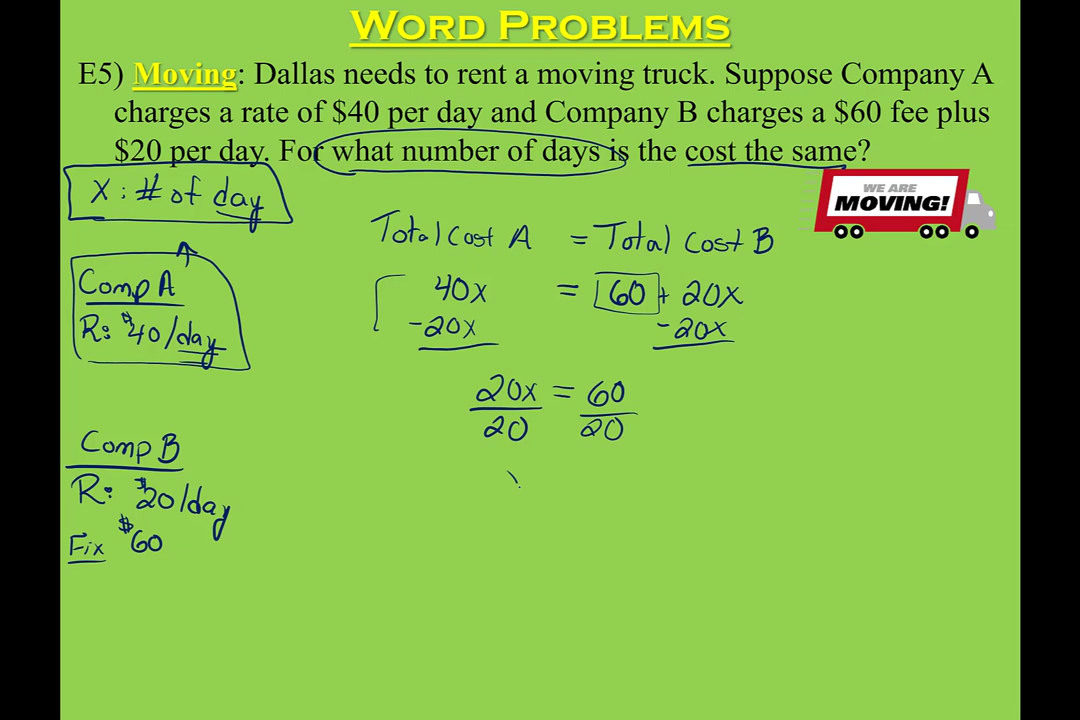 WORD PROBLEMS
E5) Moving: Dallas needs to rent a moving truck. Suppose Company A
charges a rate of $40 per day and Company B charges a $60 fee plus
$20 per day. For what number of days is the cost the same?
X : # of day
WE ARE
MOVING!
Total cost A = Total cost B
Comp A
R: $40/day
40x = 60 + 20x
-20x -20x
20x = 60
20 20
Comp B
R: $20/day
Fix $60